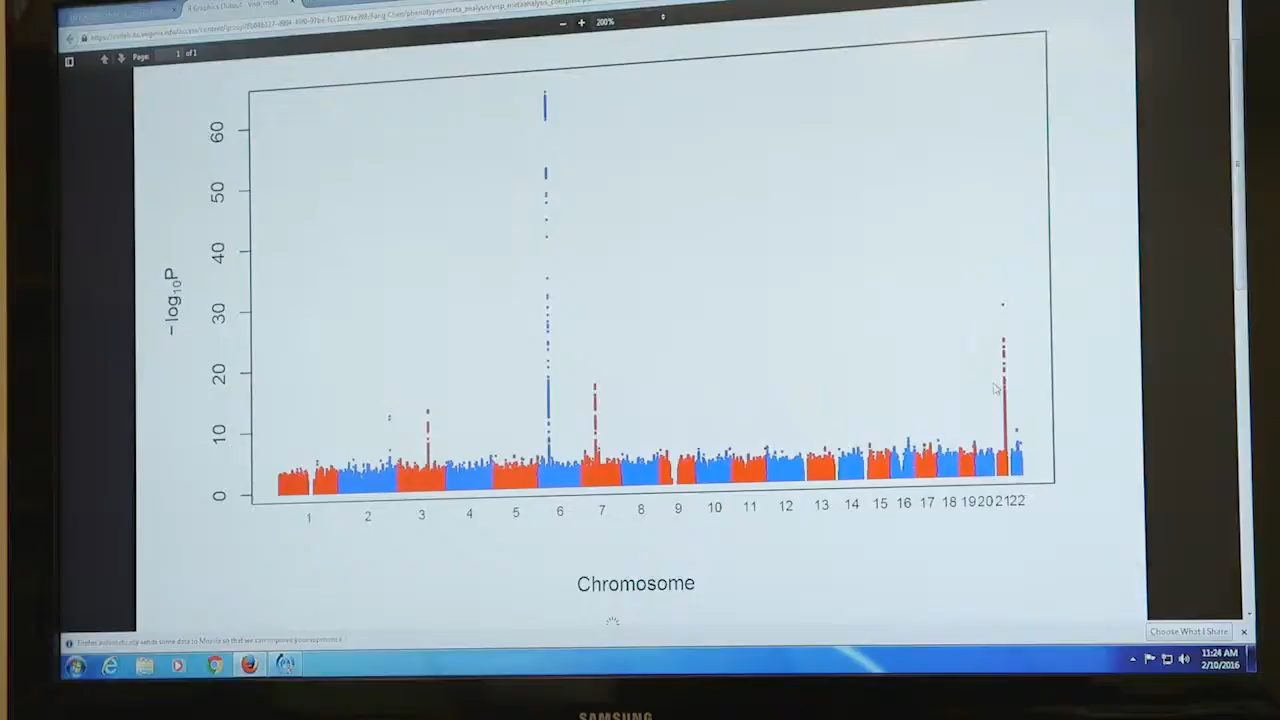 200%
Page
1 of 1
60
50
40
30
20
10
0
−log10P
1 2 3 4 5 6 7 8 9 10 11 12 13 14 15 16 17 18 19 20 21 22
Chromosome
Choose What I Share
11:24 AM
2/10/2016
SAMSUNG